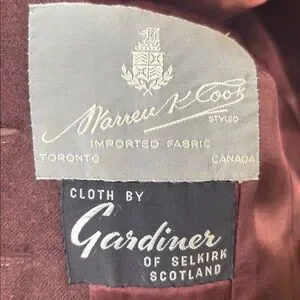 Warren K Cook
STYLED
IMPORTED FABRIC
TORONTO CANADA
CLOTH BY
Gardiner
OF SELKIRK
SCOTLAND